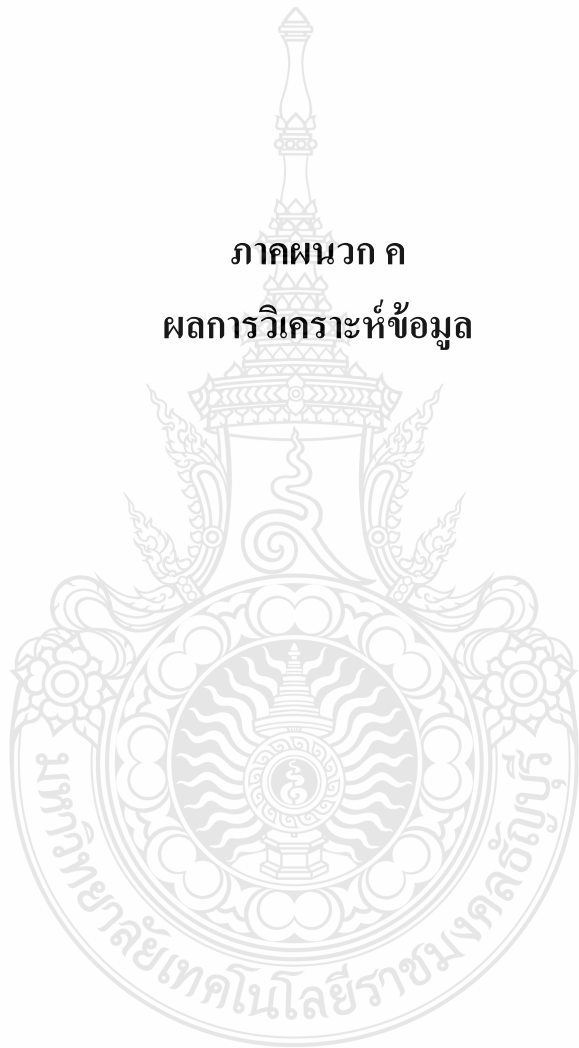 ภาคผนวก ค
ผลการวิเคราะห์ข้อมูล
มหาวิทยาลัยเทคโนโลยีราชมงคลธัญบุรี